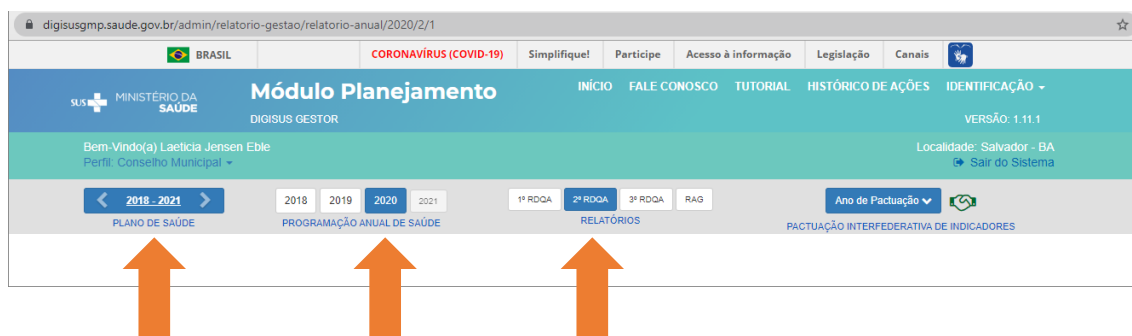 digisusgmp.saude.gov.br/admin/relatorio-gestao/relatorio-anual/2020/2/1
BRASIL CORONAVÍRUS (COVID-19) Simplifique! Participe Acesso à informação Legislação Canais
SUS MINISTÉRIO DA SAÚDE
Módulo Planejamento
DIGISUS GESTOR
INÍCIO FALE CONOSCO TUTORIAL HISTÓRICO DE AÇÕES IDENTIFICAÇÃO
VERSÃO: 1.11.1
Bem-Vindo(a) Laeticia Jensen Eble
Perfil: Conselho Municipal
Localidade: Salvador - BA
Sair do Sistema
2018 - 2021
PLANO DE SAÚDE
2018 2019 2020 2021
PROGRAMAÇÃO ANUAL DE SAÚDE
1º RDQA 2º RDQA 3º RDQA RAG
RELATÓRIOS
Ano de Pactuação
PACTUAÇÃO INTERFEDERATIVA DE INDICADORES